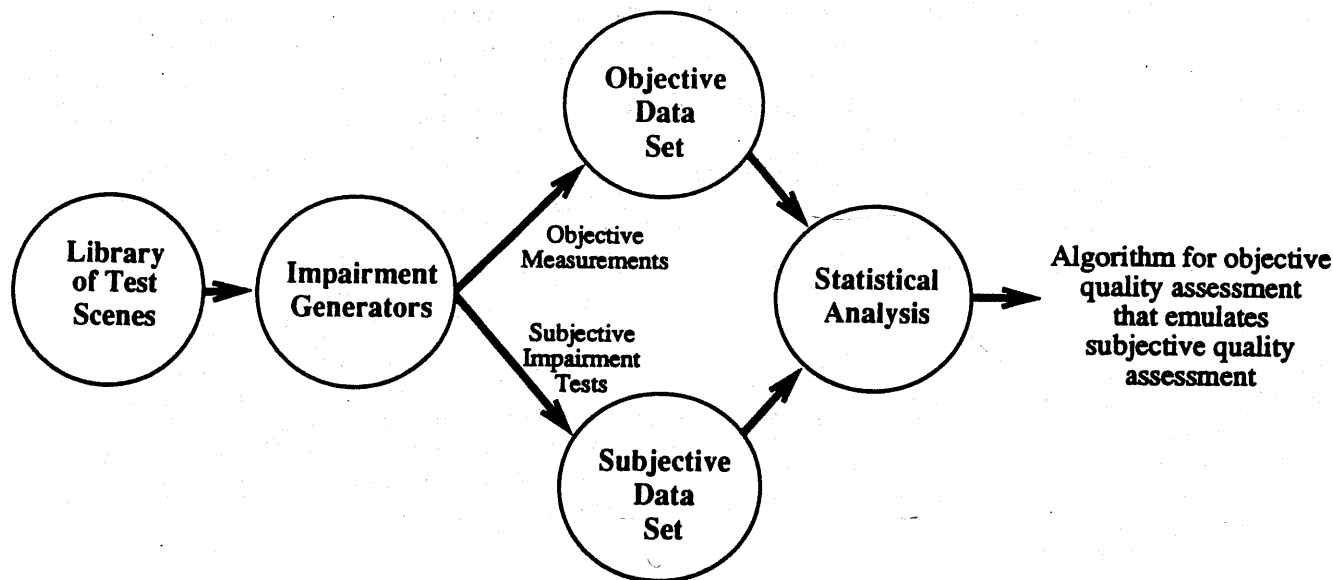 Library
of Test
Scenes
Impairment
Generators
Objective
Measurements
Subjective
Impairment
Tests
Objective
Data
Set
Subjective
Data
Set
Statistical
Analysis
Algorithm for objective
quality assessment
that emulates
subjective quality
assessment